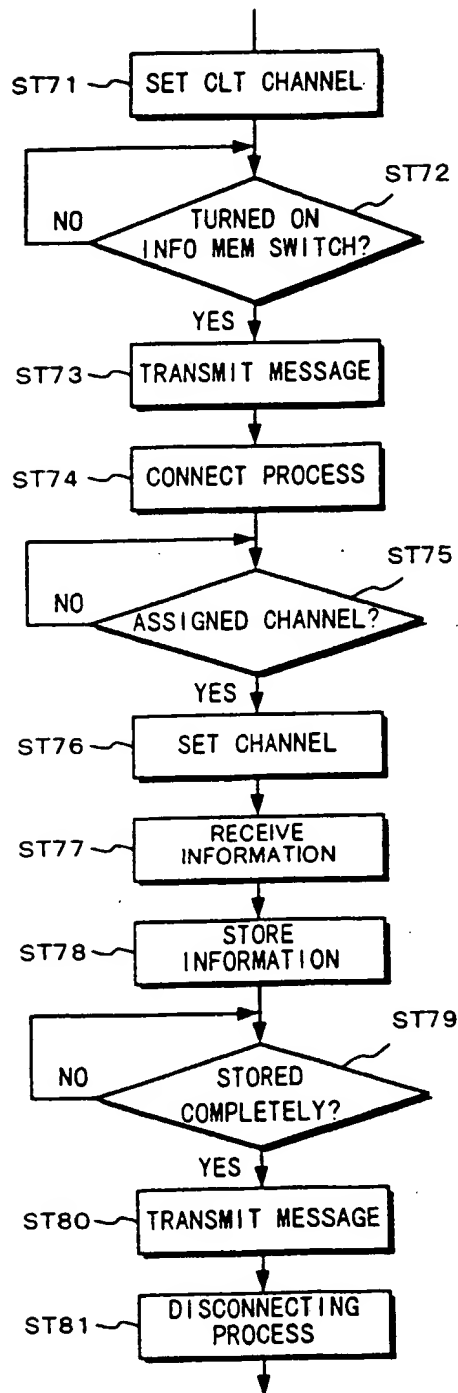 ST71
SET CLT CHANNEL
ST72
NO
TURNED ON
INFO MEM SWITCH?
YES
ST73
TRANSMIT MESSAGE
ST74
CONNECT PROCESS
ST75
NO
ASSIGNED CHANNEL?
YES
ST76
SET CHANNEL
ST77
RECEIVE
INFORMATION
ST78
STORE
INFORMATION
ST79
NO
STORED
COMPLETELY?
YES
ST80
TRANSMIT MESSAGE
ST81
DISCONNECTING
PROCESS